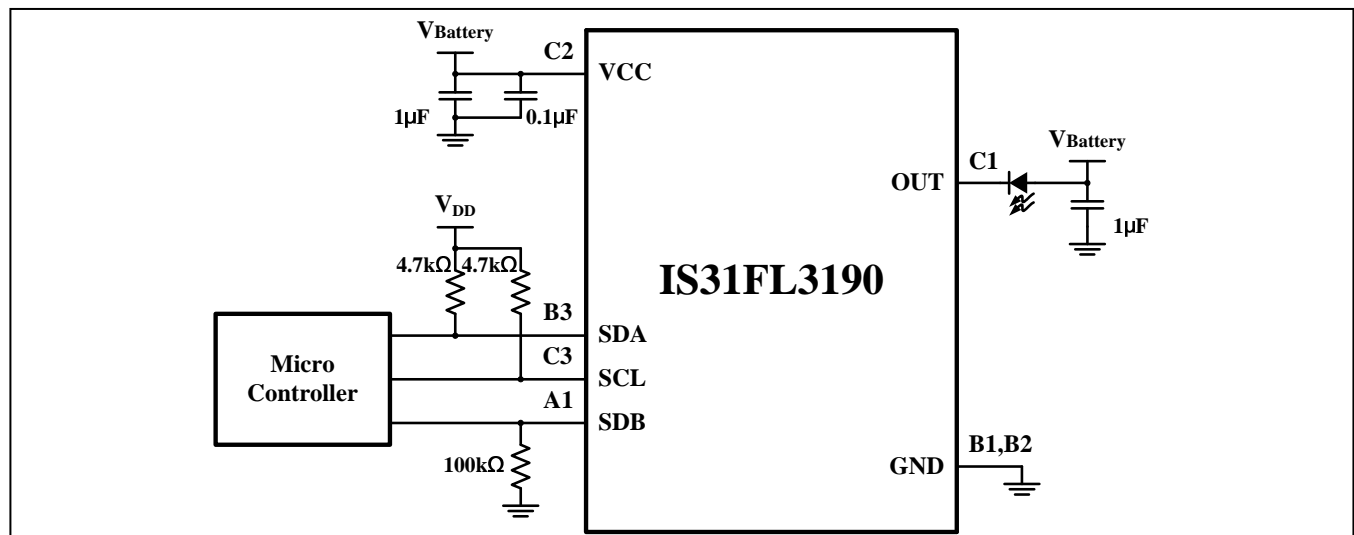 VBattery
C2
VCC
1µF
0.1µF
VBattery
C1
OUT
1µF
VDD
4.7kΩ 4.7kΩ
IS31FL3190
B3
SDA
Micro
Controller
C3
SCL
A1
SDB
B1,B2
GND
100kΩ